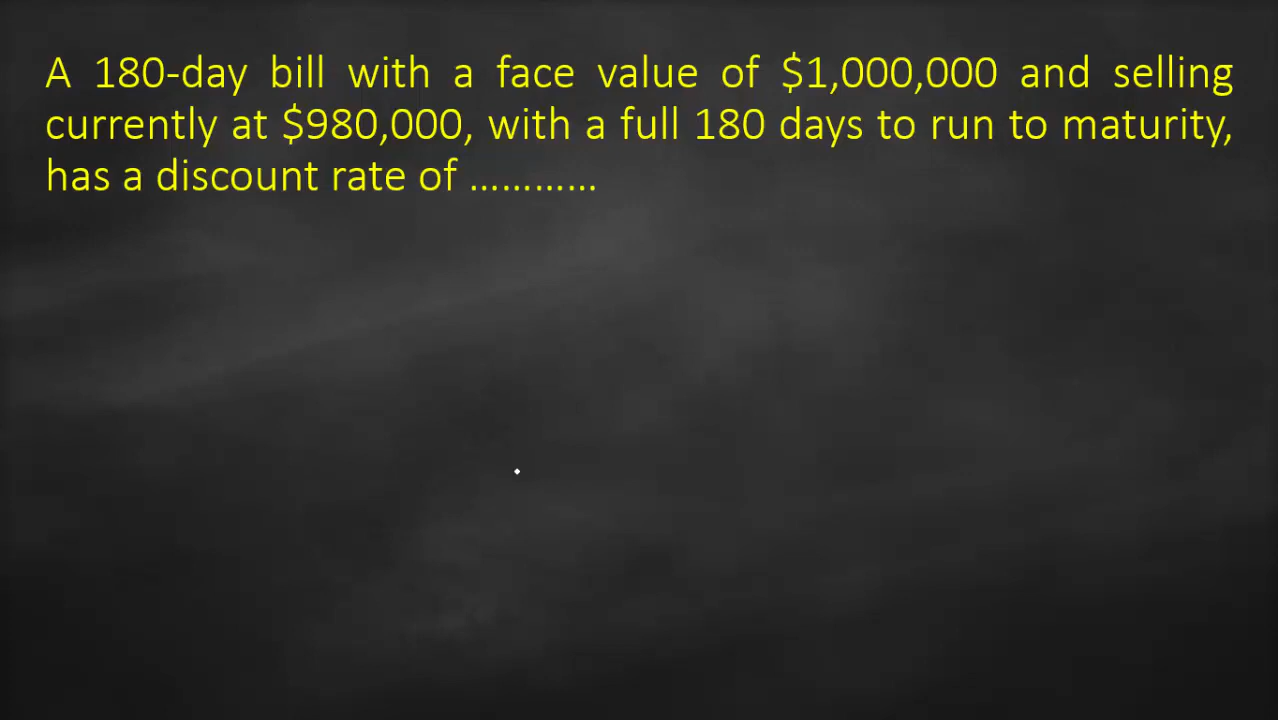 A 180-day bill with a face value of $1,000,000 and selling
currently at $980,000, with a full 180 days to run to maturity,
has a discount rate of …………